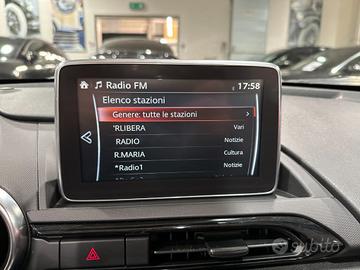 Radio FM 17:58
Elenco stazioni
Genere: tutte le stazioni
'RLIBERA Vari
RADIO Notizie
R.MARIA Cultura
*Radio1 Notizie
subito